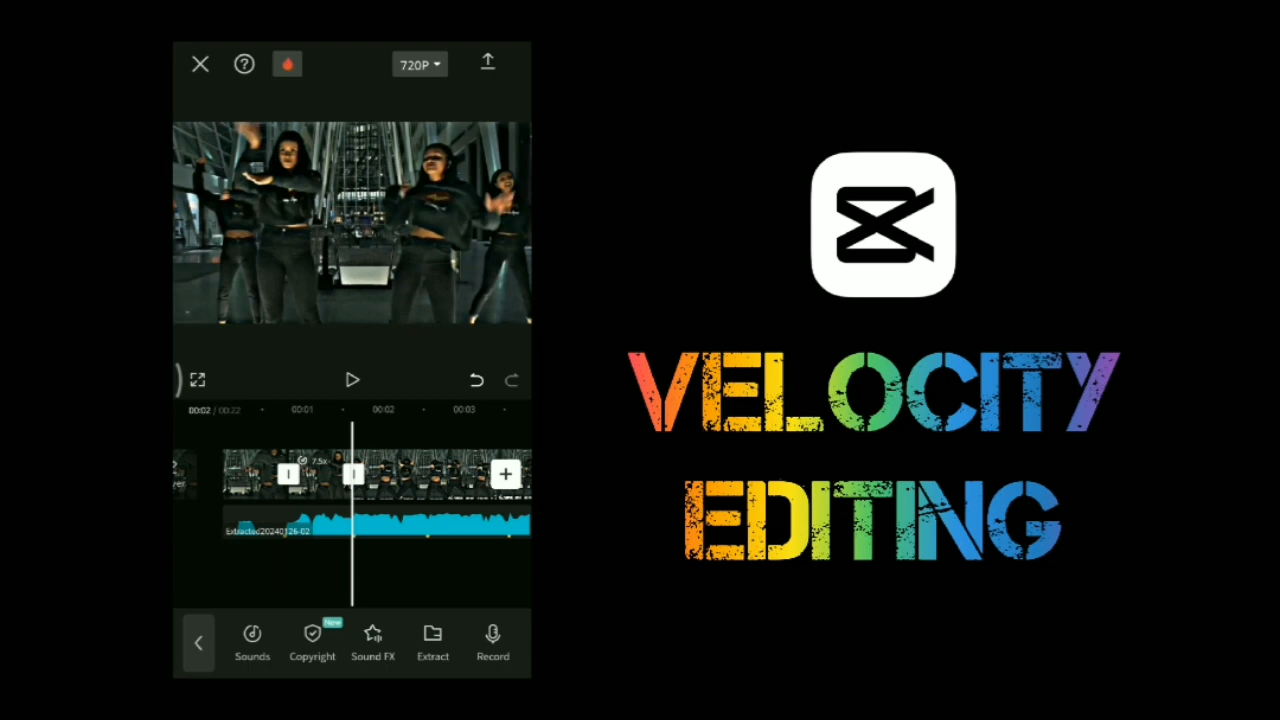 720P
00:02 / 00:22
00:01
00:02
00:03
7.5x
Extracted20240126-02
New
Sounds
Copyright
Sound FX
Extract
Record
VELOCITY
EDITING